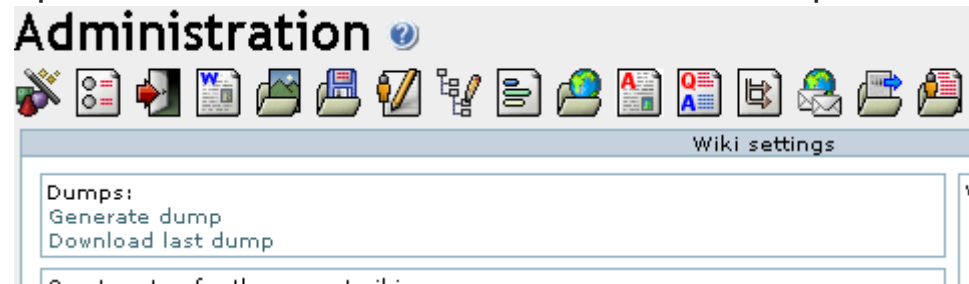 Administration
Wiki settings
Dumps:
Generate dump
Download last dump